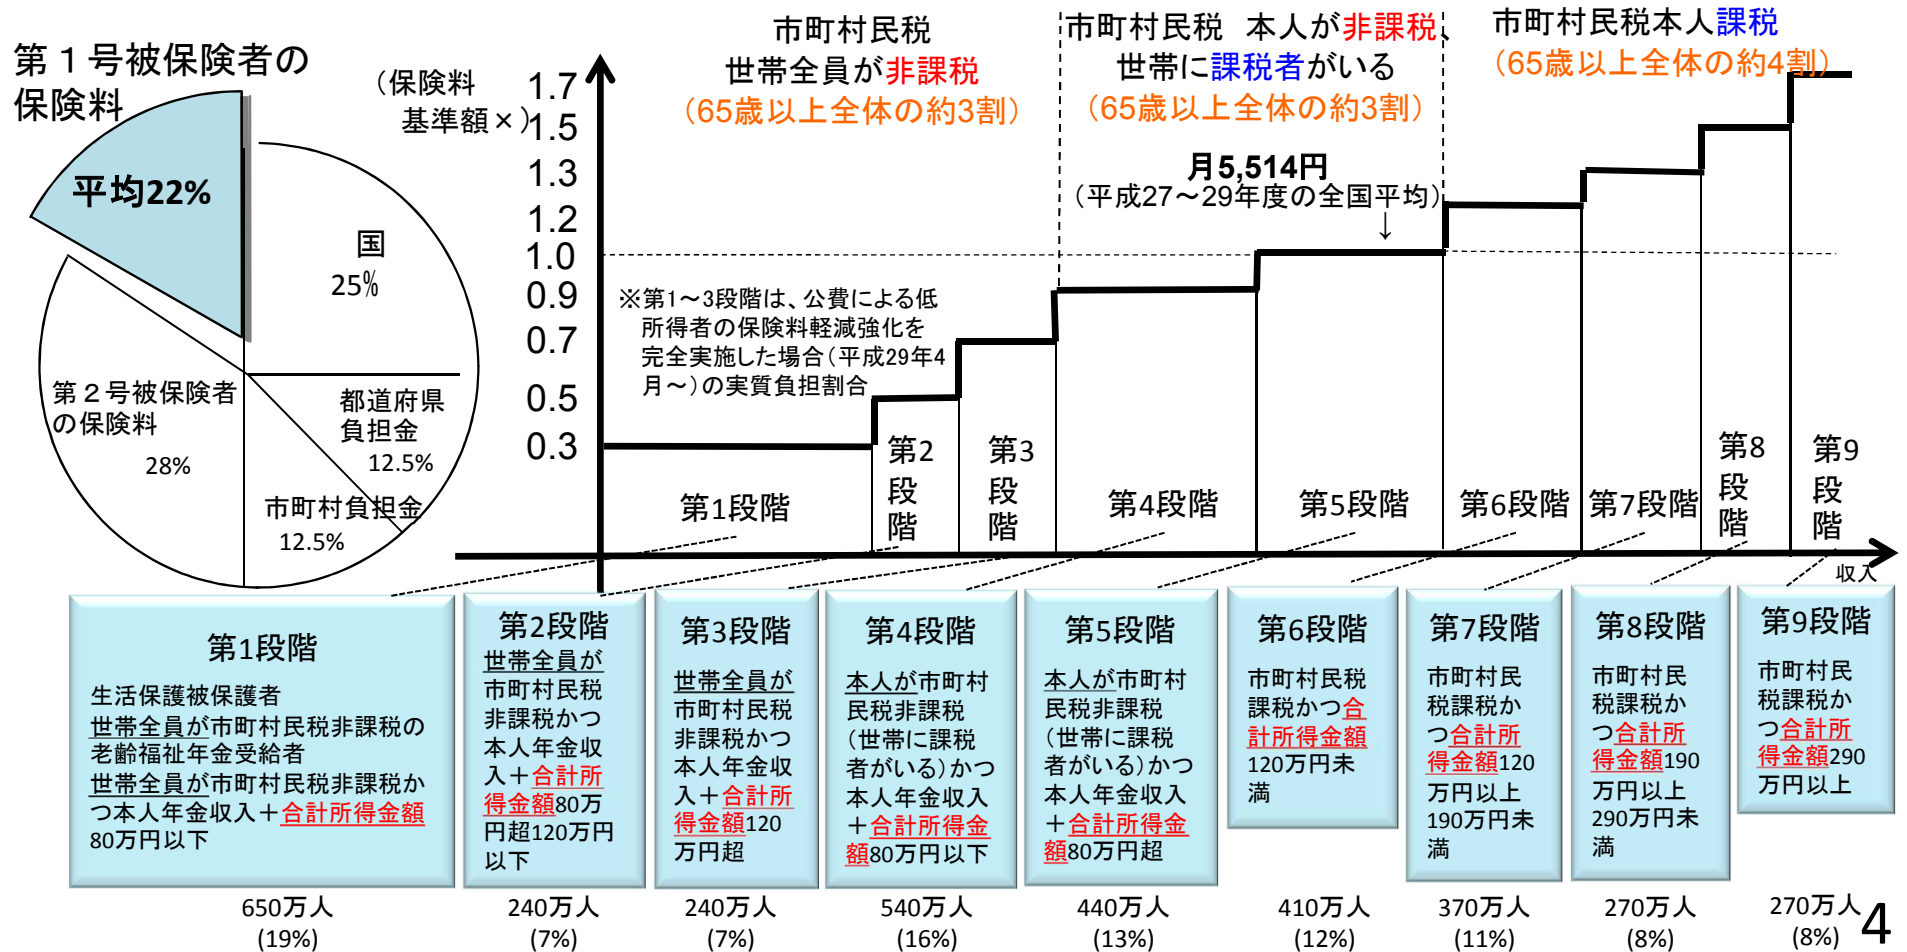 第１号被保険者の
保険料
平均22%
国
25%
都道府県
負担金
12.5%
市町村負担金
12.5%
第２号被保険者
の保険料
28%
（保険料
基準額×）
1.7
1.5
1.3
1.2
1.0
0.9
0.7
0.5
0.3
市町村民税
世帯全員が非課税
（65歳以上全体の約3割）
市町村民税　本人が非課税、
世帯に課税者がいる
（65歳以上全体の約3割）
市町村民税本人課税
（65歳以上全体の約4割）
月5,514円
（平成27～29年度の全国平均）
↓
※第1～3段階は、公費による低
所得者の保険料軽減強化を
完全実施した場合（平成29年4
月～）の実質負担割合
第1段階
第2
段
階
第3
段
階
第4段階
第5段階
第6段階
第7段階
第8
段
階
第9
段
階
収入
第1段階
生活保護被保護者
世帯全員が市町村民税非課税の
老齢福祉年金受給者
世帯全員が市町村民税非課税か
つ本人年金収入＋合計所得金額
80万円以下
650万人
(19%)
第2段階
世帯全員が
市町村民税
非課税かつ
本人年金収
入＋合計所
得金額80万
円超120万円
以下
240万人
(7%)
第3段階
世帯全員が
市町村民税
非課税かつ
本人年金収
入＋合計所
得金額120
万円超
240万人
(7%)
第4段階
本人が市町村
民税非課税
（世帯に課税
者がいる）かつ
本人年金収入
＋合計所得金
額80万円以下
540万人
(16%)
第5段階
本人が市町村
民税非課税
（世帯に課税
者がいる）かつ
本人年金収入
＋合計所得金
額80万円超
440万人
(13%)
第6段階
市町村民税
課税かつ合
計所得金額
120万円未
満
410万人
(12%)
第7段階
市町村民
税課税か
つ合計所
得金額120
万円以上
190万円未
満
370万人
(11%)
第8段階
市町村民
税課税か
つ合計所
得金額190
万円以上
290万円未
満
270万人
(8%)
第9段階
市町村民
税課税か
つ合計所
得金額290
万円以上
270万人
(8%)
4